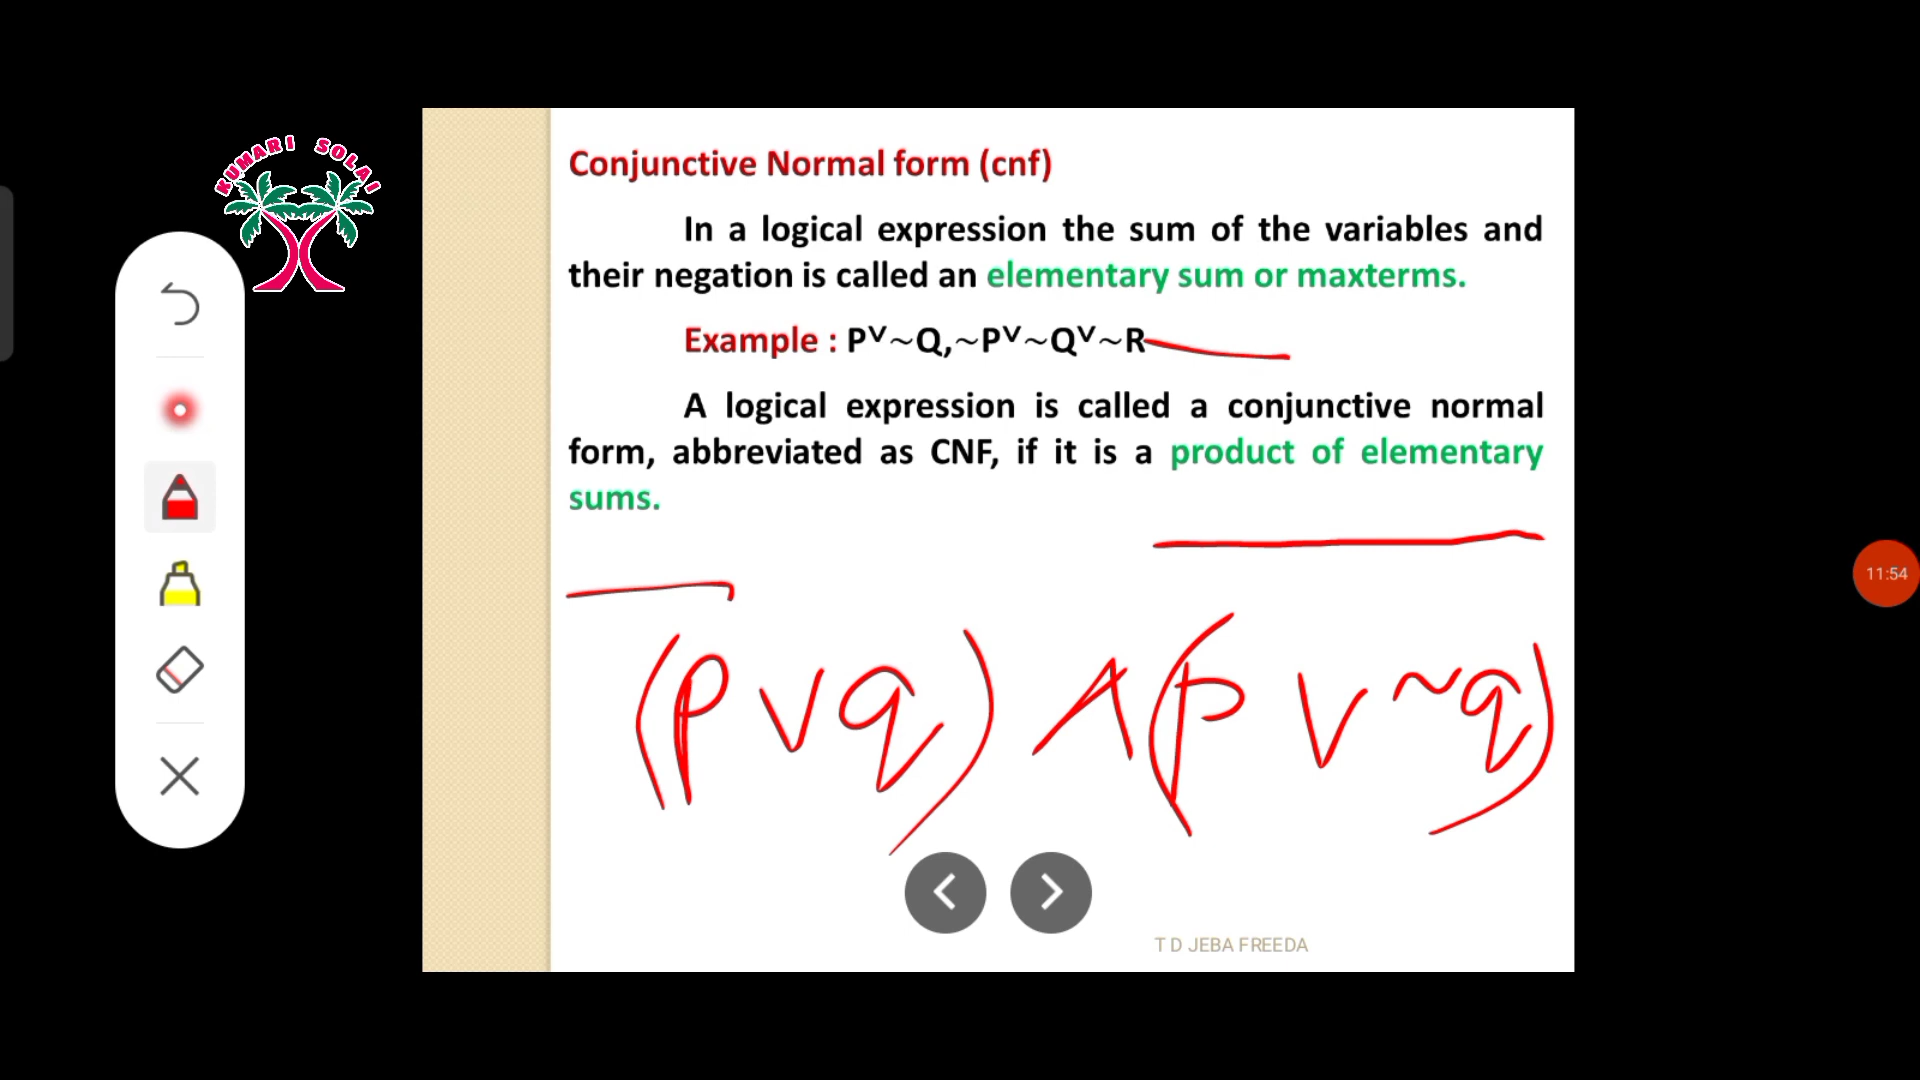 KUMARI SOLAI
Conjunctive Normal form (cnf)
In a logical expression the sum of the variables and
their negation is called an elementary sum or maxterms.
Example : P∨~Q,~P∨~Q∨~R
A logical expression is called a conjunctive normal
form, abbreviated as CNF, if it is a product of elementary
sums.
(p∨q) ∧(p ∨ ~q)
T D JEBA FREEDA
11:54